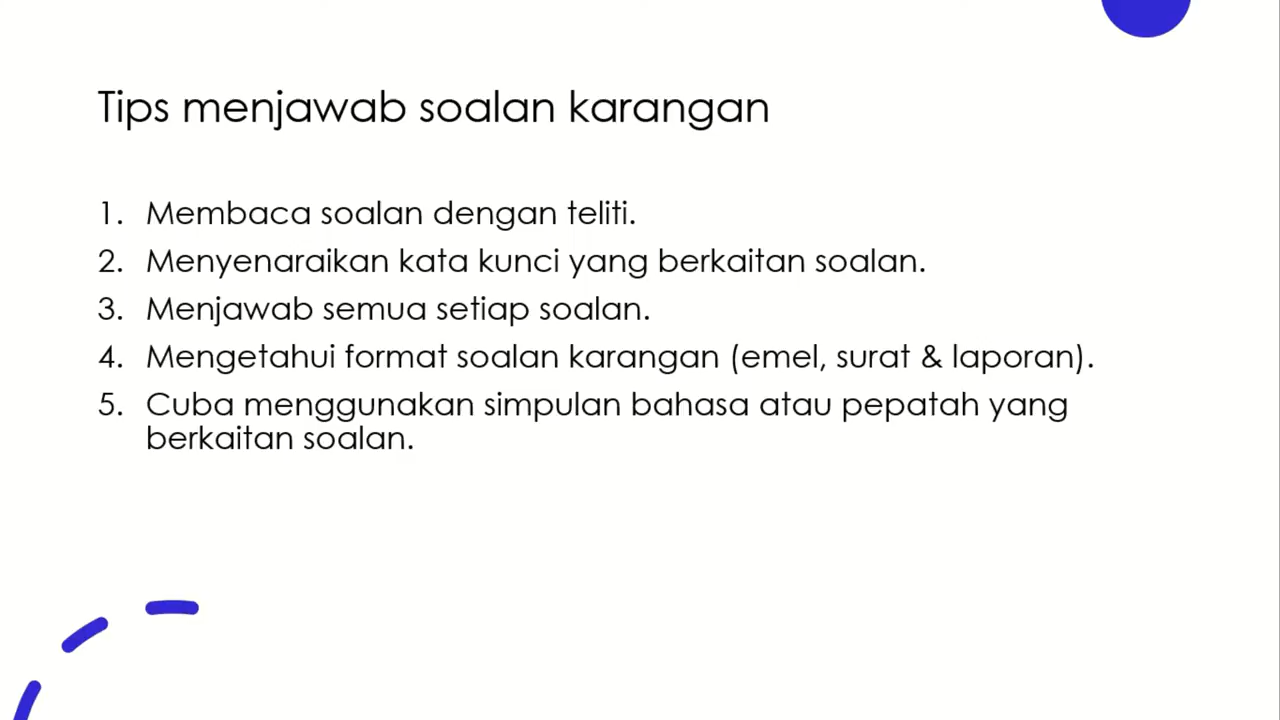 Tips menjawab soalan karangan
1. Membaca soalan dengan teliti.
2. Menyenaraikan kata kunci yang berkaitan soalan.
3. Menjawab semua setiap soalan.
4. Mengetahui format soalan karangan (emel, surat & laporan).
5. Cuba menggunakan simpulan bahasa atau pepatah yang
berkaitan soalan.